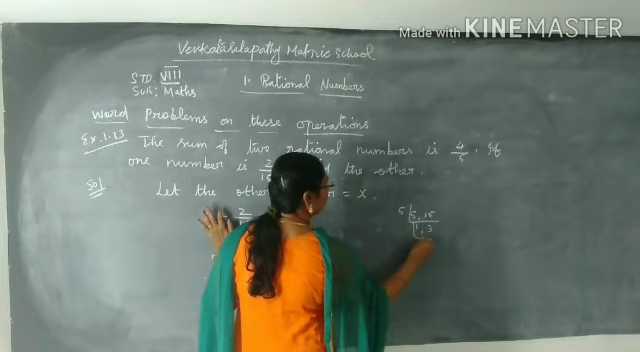 Made with KINEMASTER
Venkalasalapathy Matric School.
STD: VIII
Sub: Maths
1. Rational Numbers
Word Problems on these operations
Ex.1.13 The sum of two rational numbers is 4/5. If
one number is 2/15 the other.
Sol Let the other = x.
2
5 | 5, 15
1, 3